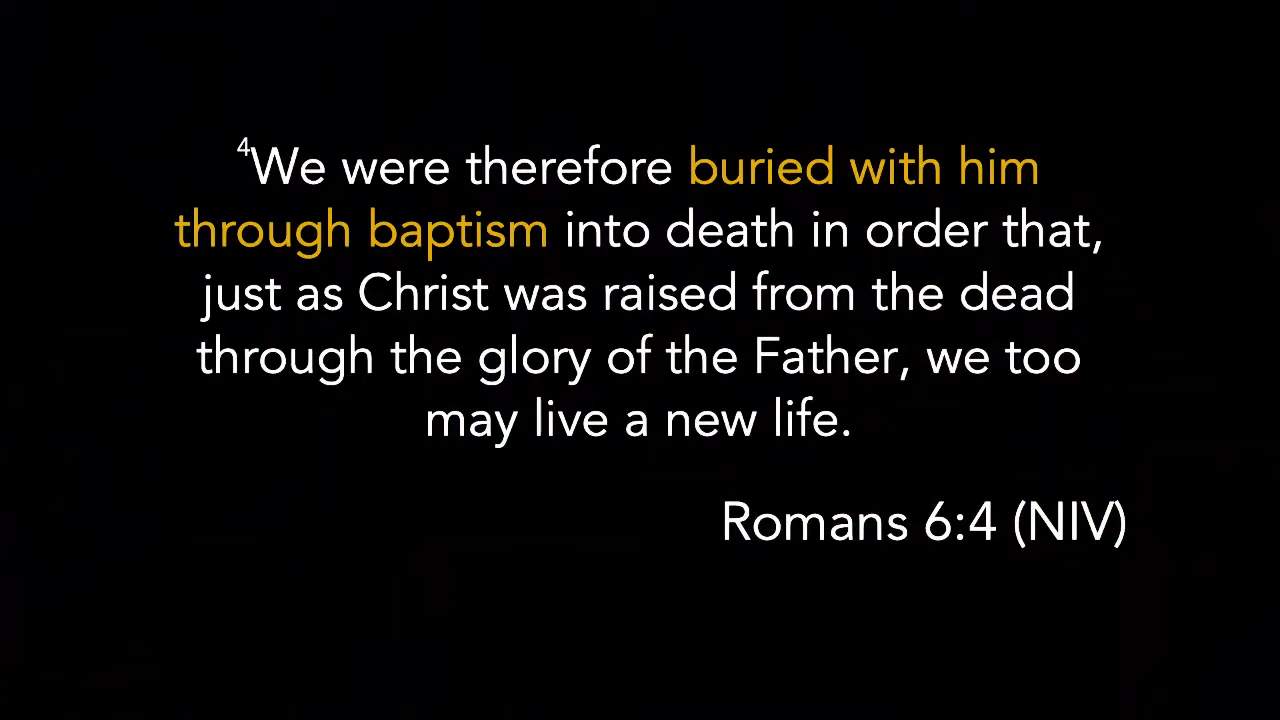 ⁴We were therefore buried with him
through baptism into death in order that,
just as Christ was raised from the dead
through the glory of the Father, we too
may live a new life.
Romans 6:4 (NIV)